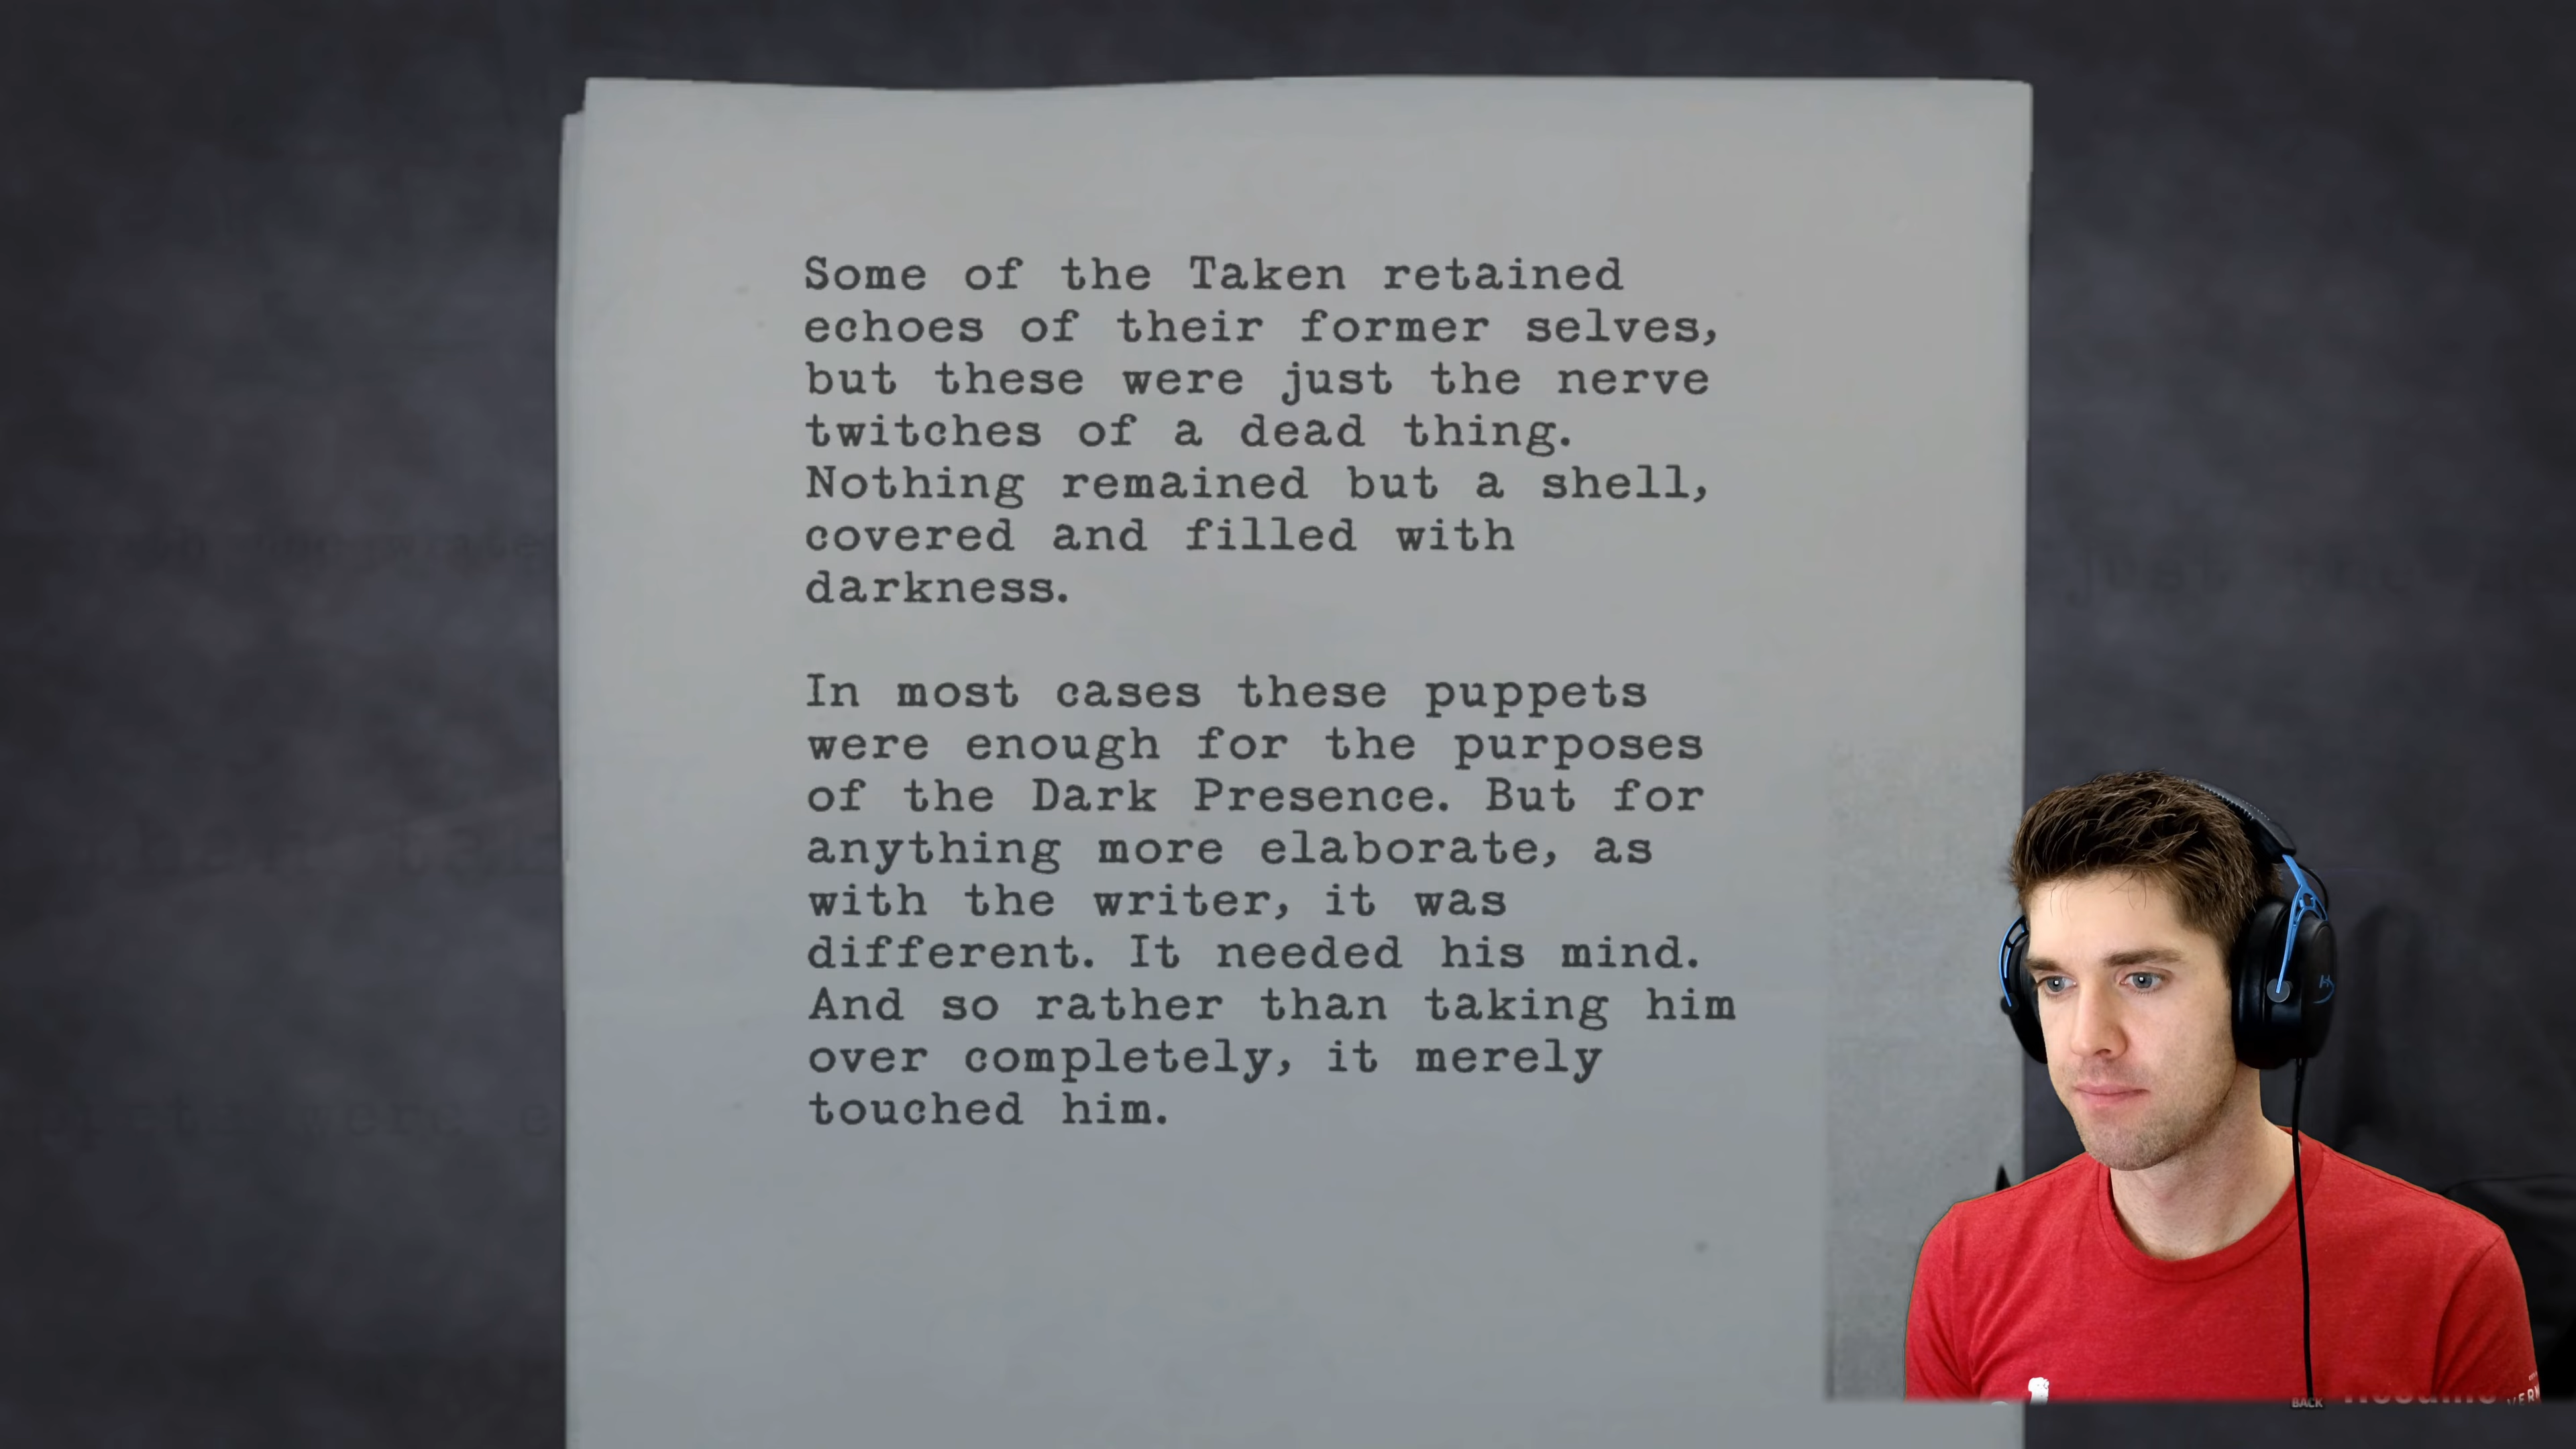 Some of the Taken retained
echoes of their former selves,
but these were just the nerve
twitches of a dead thing.
Nothing remained but a shell,
covered and filled with
darkness.
In most cases these puppets
were enough for the purposes
of the Dark Presence. But for
anything more elaborate, as
with the writer, it was
different. It needed his mind.
And so rather than taking him
over completely, it merely
touched him.
BACK